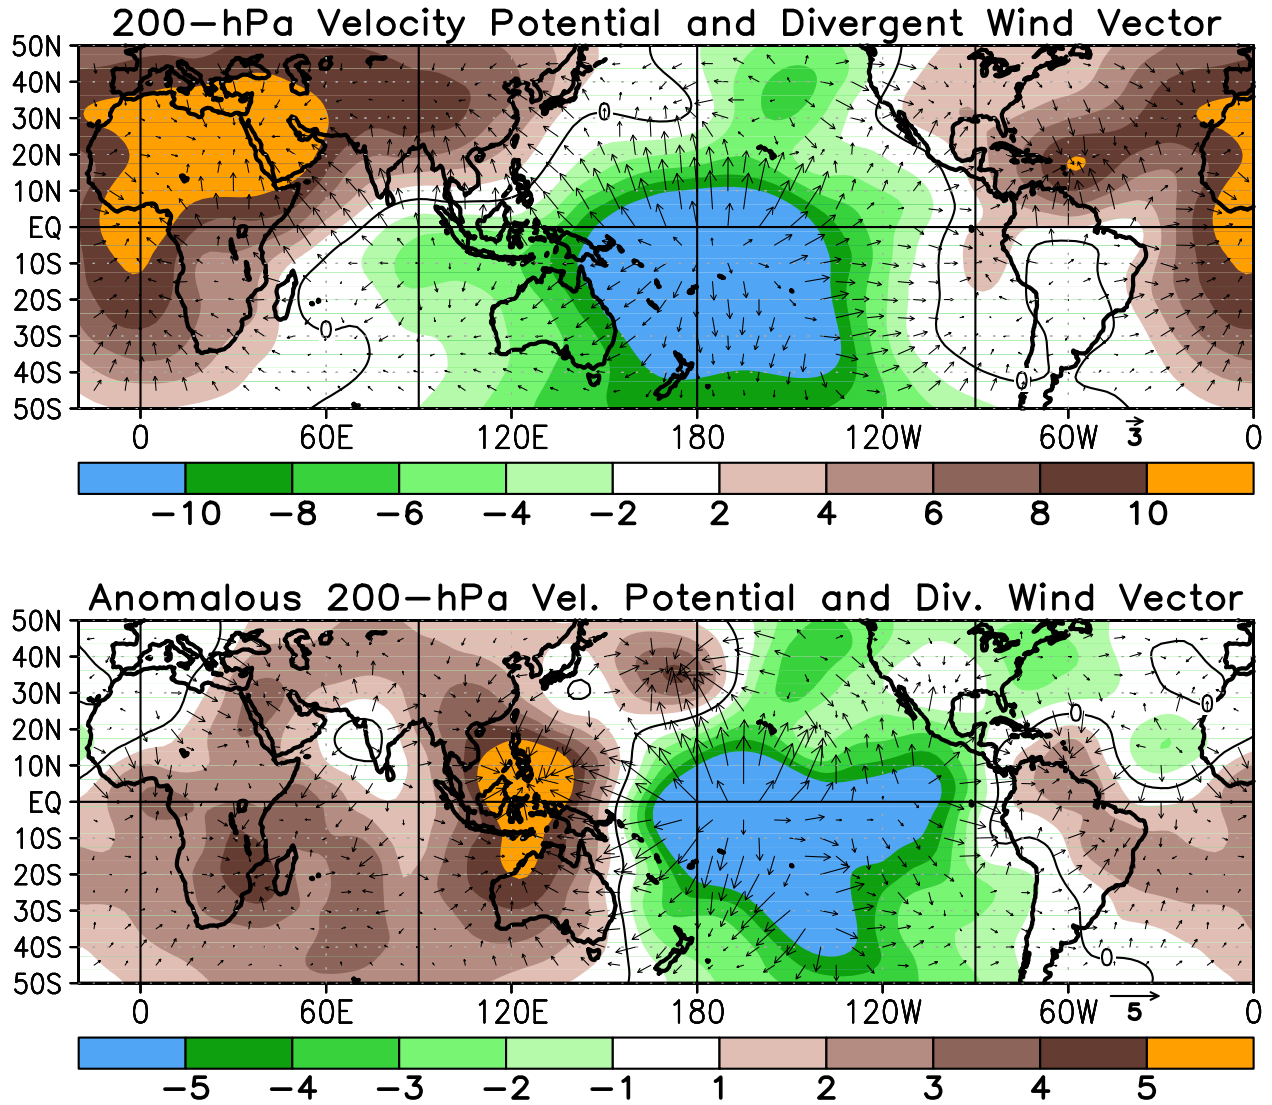 200-hPa Velocity Potential and Divergent Wind Vector
50N
40N
30N
20N
10N
EQ
10S
20S
30S
40S
50S
0
0
0
0 60E 120E 180 120W 60W 3 0
-10 -8 -6 -4 -2 2 4 6 8 10
Anomalous 200-hPa Vel. Potential and Div. Wind Vector
50N
40N
30N
20N
10N
EQ
10S
20S
30S
40S
50S
0
0
0
0 60E 120E 180 120W 60W 5 0
-5 -4 -3 -2 -1 1 2 3 4 5